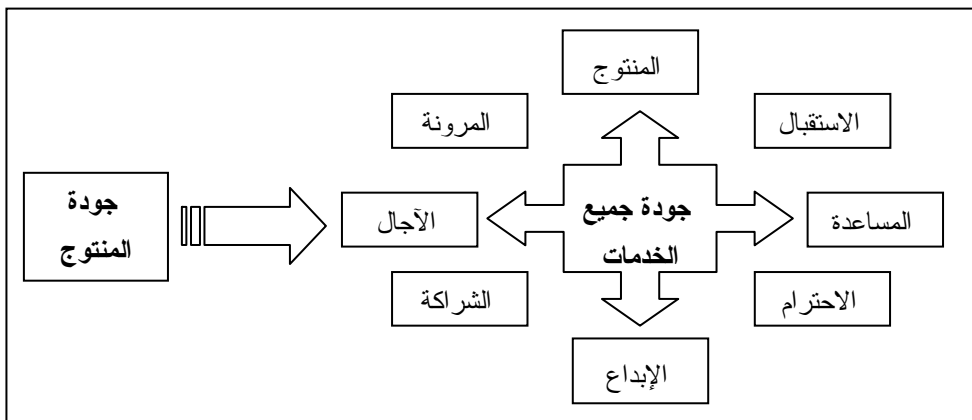 المنتوج
الاستقبال
المرونة
جودة
المنتوج
جودة جميع
الخدمات
المساعدة
الآجال
الاحترام
الشراكة
الإبداع